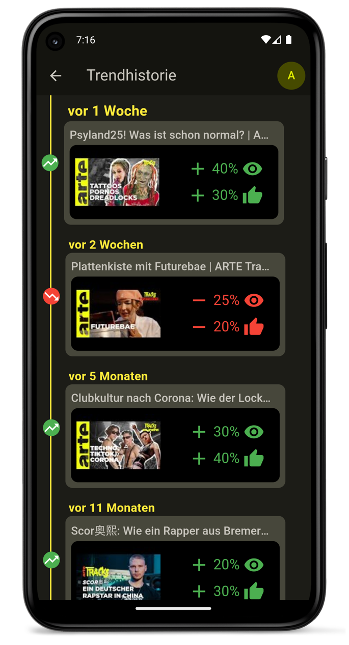 7:16
Trendhistorie
A
vor 1 Woche
Psyland25! Was ist schon normal? | A...
arte
TATTOOS
PORNOS
DREADLOCKS
+ 40%
+ 30%
vor 2 Wochen
Plattenkiste mit Futurebae | ARTE Tra...
arte
TRACKS
FUTUREBAE
− 25%
− 20%
vor 5 Monaten
Clubkultur nach Corona: Wie der Lock...
arte
TRACKS
TECHNO,
TIKTOK,
CORONA
+ 30%
+ 40%
vor 11 Monaten
Scor奥熙: Wie ein Rapper aus Bremer...
TRACKS
SCOR
EIN DEUTSCHER
RAPSTAR IN CHINA
+ 20%
+ 30%